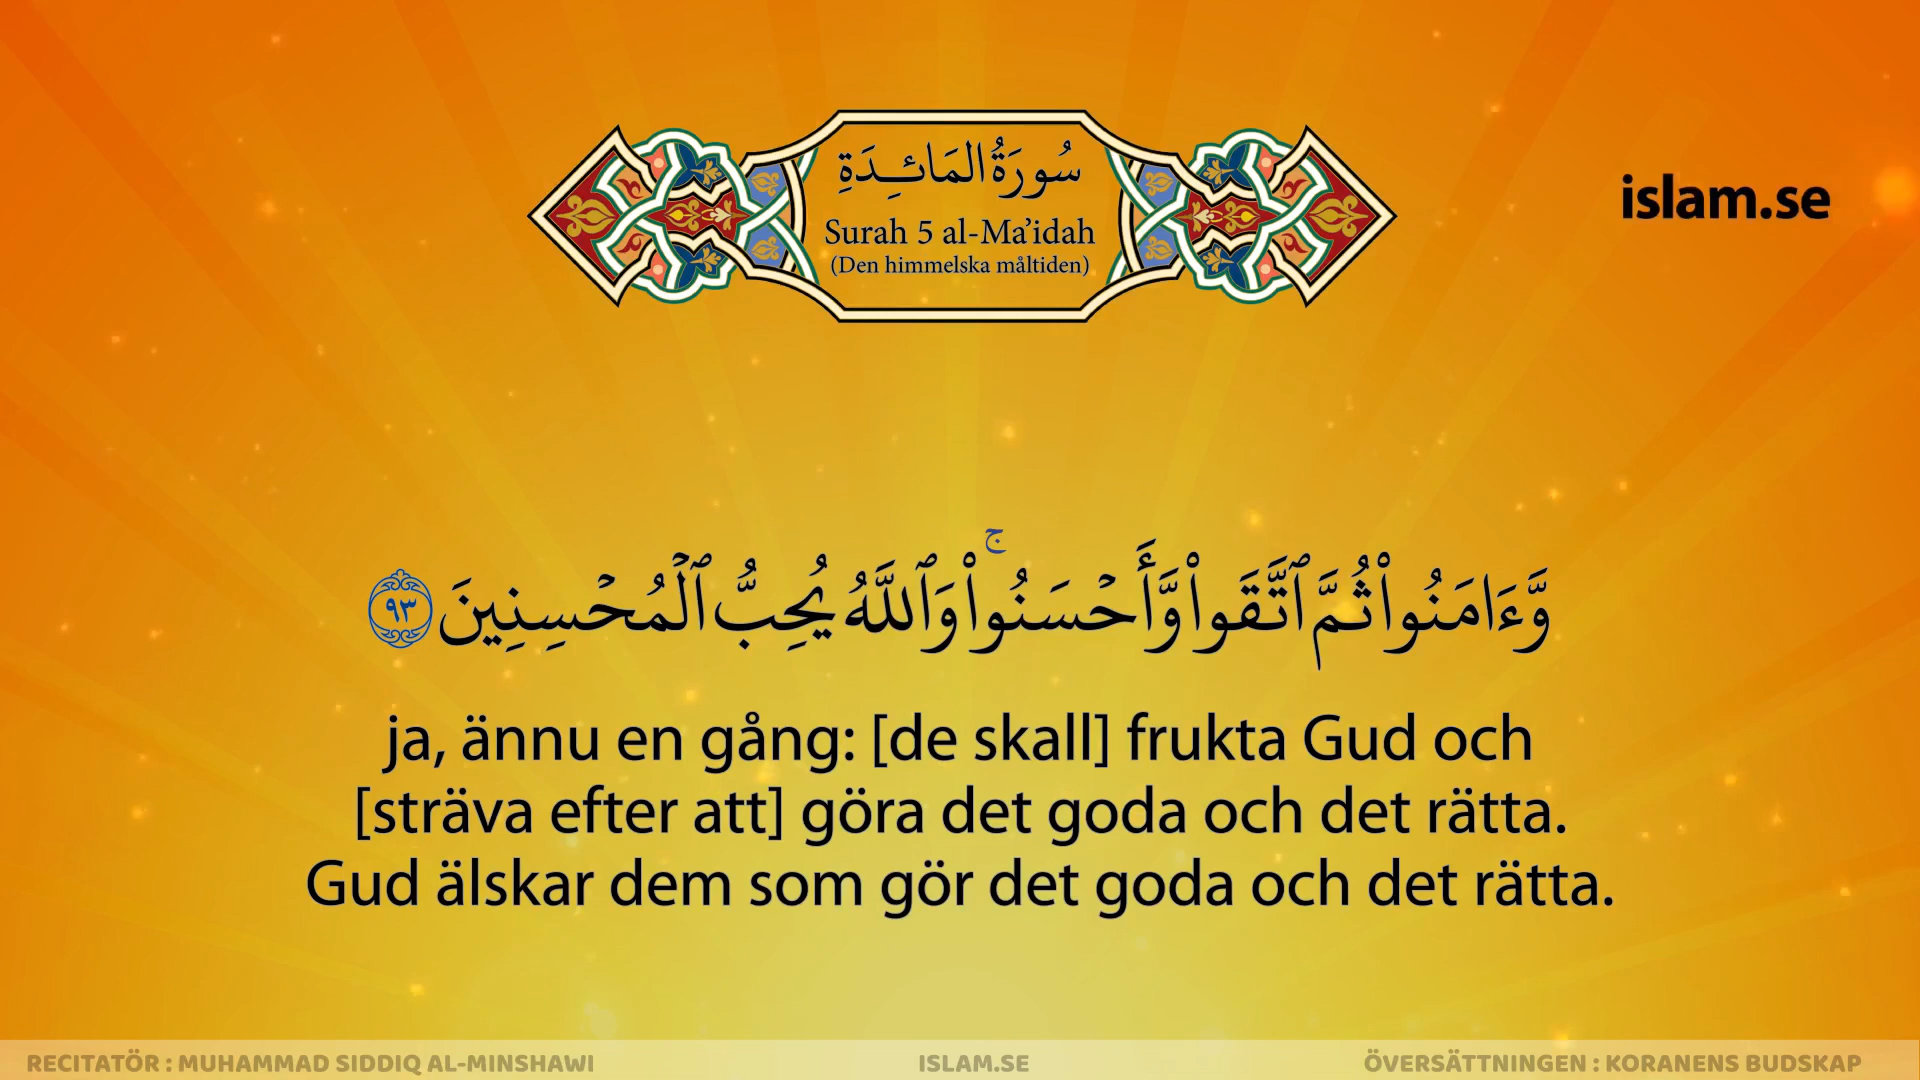 سُورَةُ المَائِدَةِ
Surah 5 al-Ma’idah
(Den himmelska måltiden)
islam.se
وَّءَامَنُوا۟ ثُمَّ ٱتَّقَوا۟ وَّأَحۡسَنُوا۟ۚ وَٱللَّهُ يُحِبُّ ٱلۡمُحۡسِنِينَ ٩٣
ja, ännu en gång: [de skall] frukta Gud och
[sträva efter att] göra det goda och det rätta.
Gud älskar dem som gör det goda och det rätta.
RECITATÖR : MUHAMMAD SIDDIQ AL-MINSHAWI
ISLAM.SE
ÖVERSÄTTNINGEN : KORANENS BUDSKAP